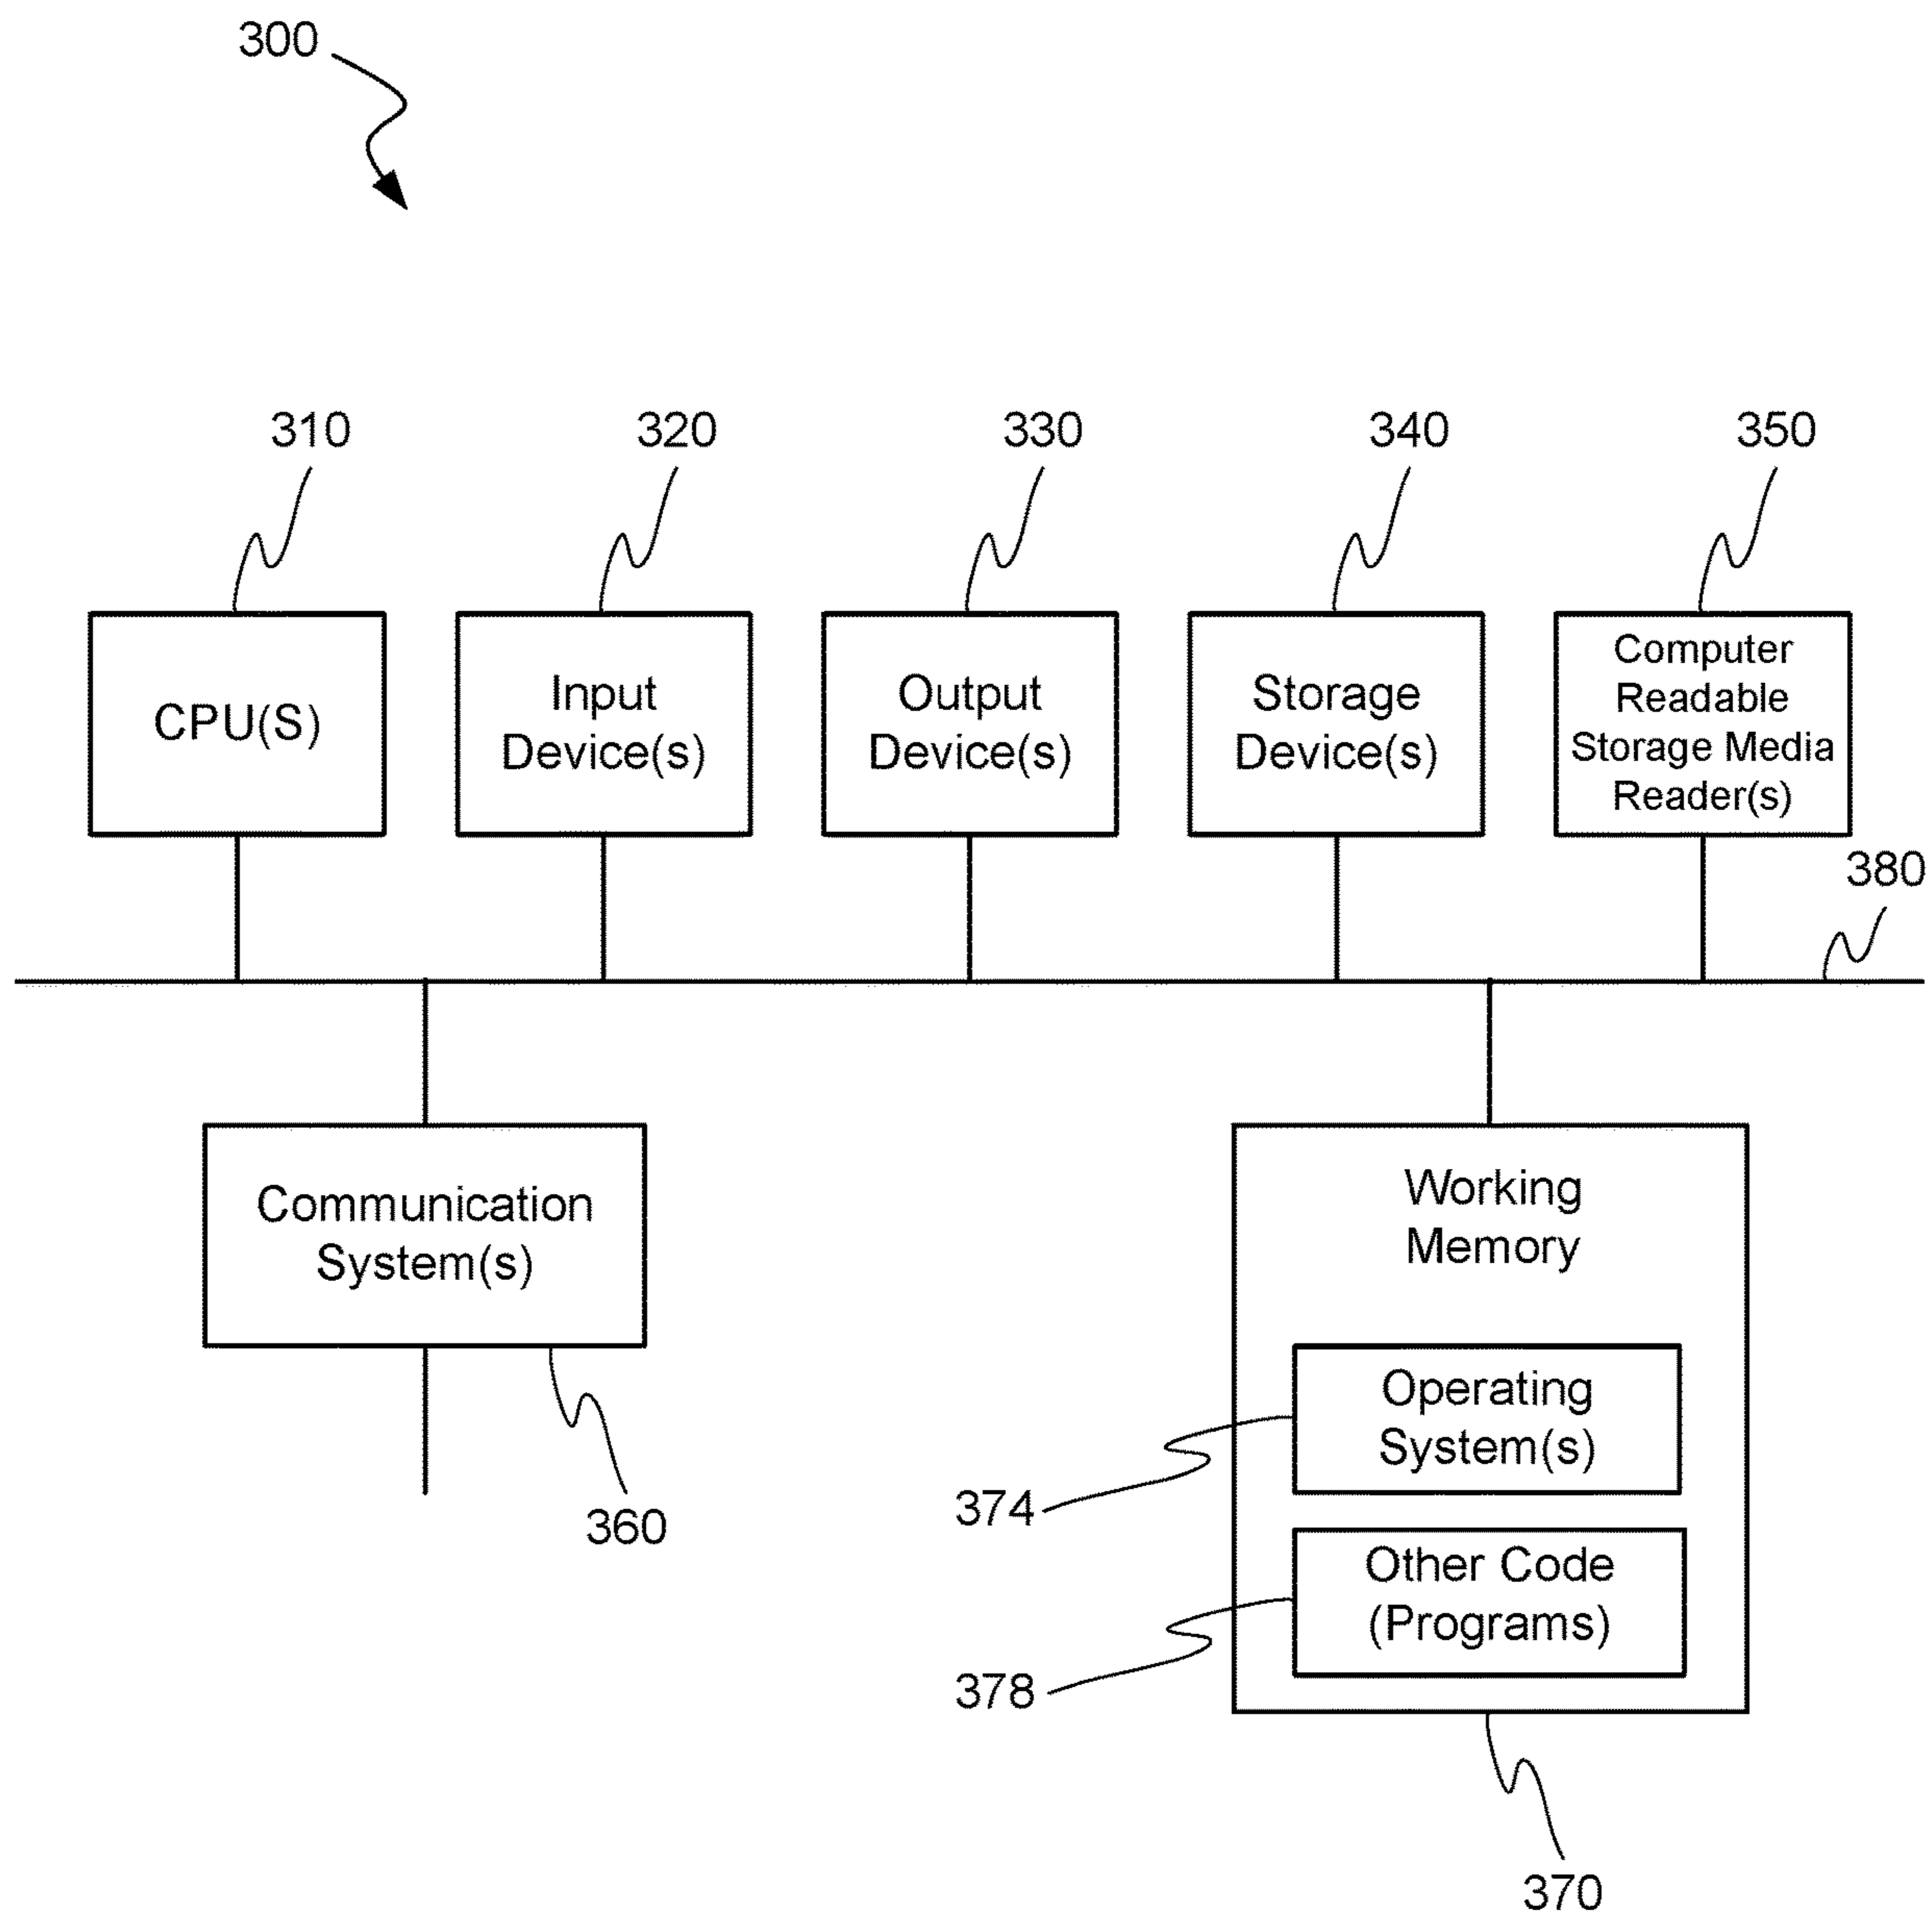 300
310
320
330
340
350
CPU(S)
Input
Device(s)
Output
Device(s)
Storage
Device(s)
Computer
Readable
Storage Media
Reader(s)
380
Communication
System(s)
360
Working
Memory
Operating
System(s)
374
Other Code
(Programs)
378
370